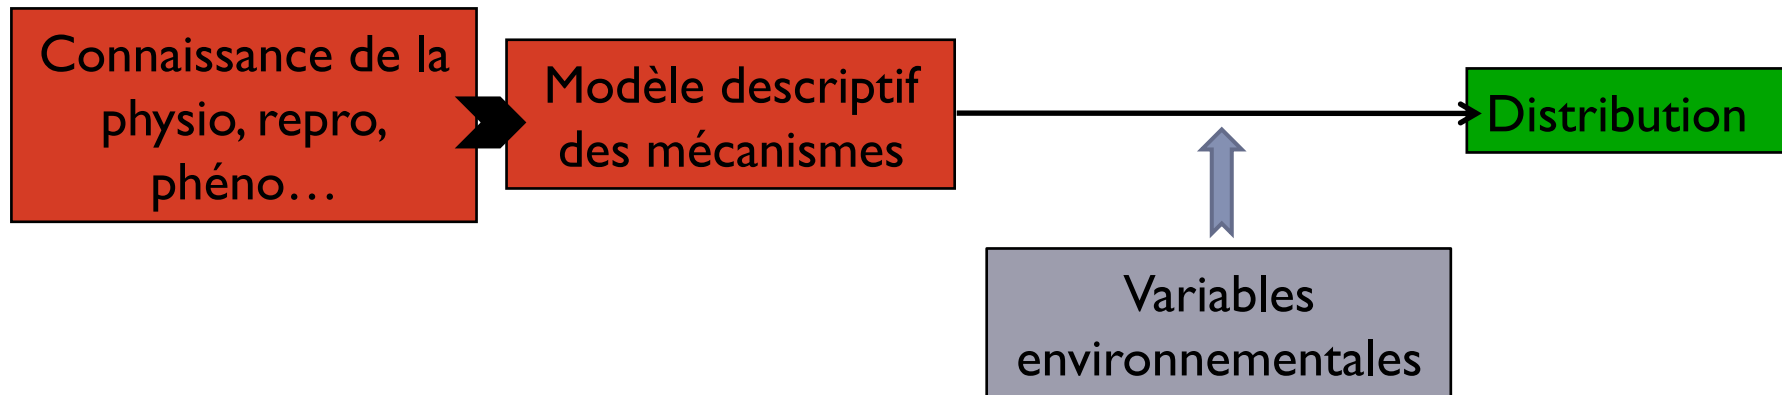 Connaissance de la
physio, repro,
phéno…
Modèle descriptif
des mécanismes
Distribution
Variables
environnementales